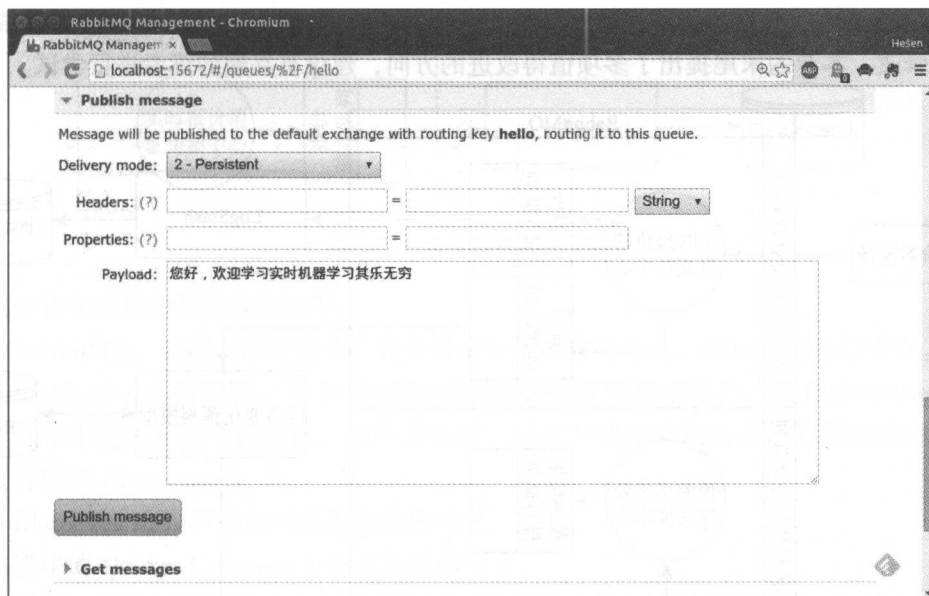 RabbitMQ Management - Chromium
RabbitMQ Managem ×
Hesen
localhost:15672/#/queues/%2F/hello
ABP
0
Publish message
Message will be published to the default exchange with routing key hello, routing it to this queue.
Delivery mode: 2 - Persistent
Headers: (?) = String
Properties: (?) =
Payload: 您好，欢迎学习实时机器学习其乐无穷
Publish message
Get messages